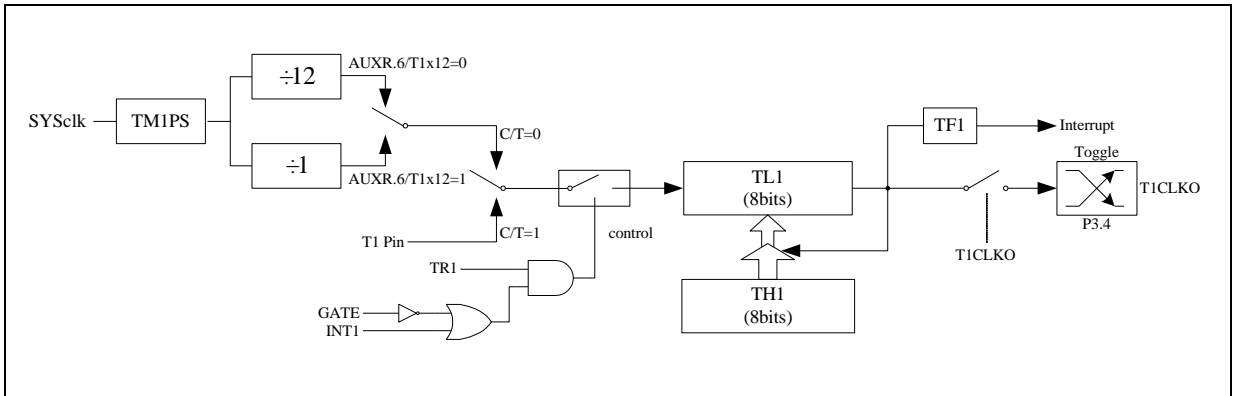 AUXR.6/T1x12=0
÷12
SYSclk
TM1PS
C/T=0
÷1
AUXR.6/T1x12=1
T1 Pin
C/T=1
control
TR1
GATE
INT1
TL1
(8bits)
TH1
(8bits)
TF1
Interrupt
Toggle
T1CLKO
P3.4
T1CLKO